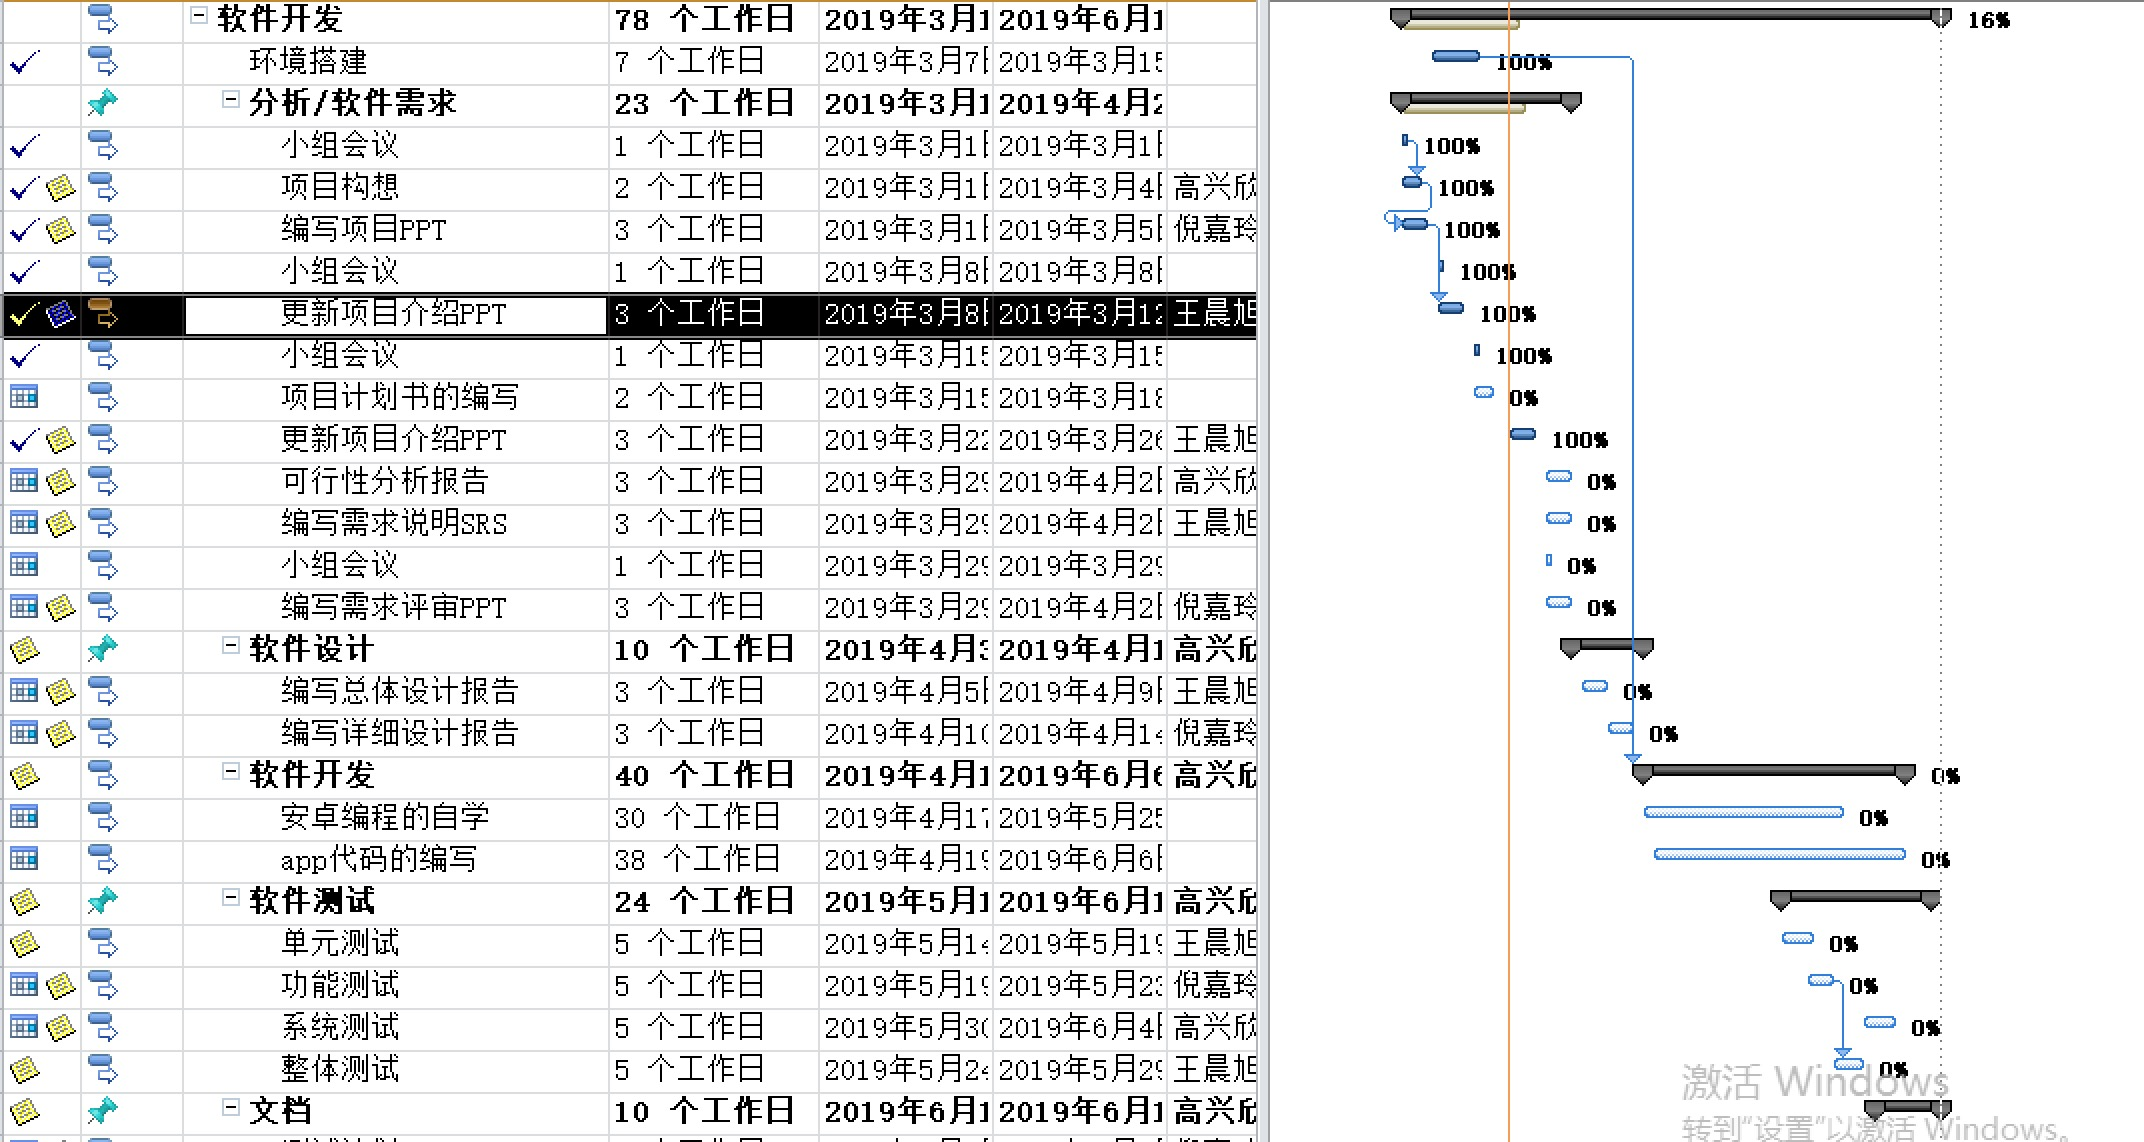 软件开发 78 个工作日 2019年3月1 2019年6月1 16%
环境搭建 7 个工作日 2019年3月7日 2019年3月15 100%
分析/软件需求 23 个工作日 2019年3月1 2019年4月2
小组会议 1 个工作日 2019年3月1日 2019年3月1日 100%
项目构想 2 个工作日 2019年3月1日 2019年3月4日 高兴欣 100%
编写项目PPT 3 个工作日 2019年3月1日 2019年3月5日 倪嘉玲 100%
小组会议 1 个工作日 2019年3月8日 2019年3月8日 100%
更新项目介绍PPT 3 个工作日 2019年3月8日 2019年3月12 王晨旭 100%
小组会议 1 个工作日 2019年3月15 2019年3月15 100%
项目计划书的编写 2 个工作日 2019年3月15 2019年3月18 0%
更新项目介绍PPT 3 个工作日 2019年3月22 2019年3月26 王晨旭 100%
可行性分析报告 3 个工作日 2019年3月29 2019年4月2日 高兴欣 0%
编写需求说明SRS 3 个工作日 2019年3月29 2019年4月2日 王晨旭 0%
小组会议 1 个工作日 2019年3月29 2019年3月29 0%
编写需求评审PPT 3 个工作日 2019年3月29 2019年4月2日 倪嘉玲 0%
软件设计 10 个工作日 2019年4月3 2019年4月1 高兴欣
编写总体设计报告 3 个工作日 2019年4月5日 2019年4月9日 王晨旭 0%
编写详细设计报告 3 个工作日 2019年4月10 2019年4月14 倪嘉玲 0%
软件开发 40 个工作日 2019年4月1 2019年6月6 高兴欣 0%
安卓编程的自学 30 个工作日 2019年4月17 2019年5月25 0%
app代码的编写 38 个工作日 2019年4月19 2019年6月6日 0%
软件测试 24 个工作日 2019年5月1 2019年6月1 高兴欣
单元测试 5 个工作日 2019年5月14 2019年5月19 王晨旭 0%
功能测试 5 个工作日 2019年5月19 2019年5月23 倪嘉玲 0%
系统测试 5 个工作日 2019年5月30 2019年6月4日 高兴欣 0%
整体测试 5 个工作日 2019年5月24 2019年5月29 王晨旭 0%
激活 Windows
文档 10 个工作日 2019年6月1 2019年6月1 高兴欣
转到"设置"以激活 Windows。